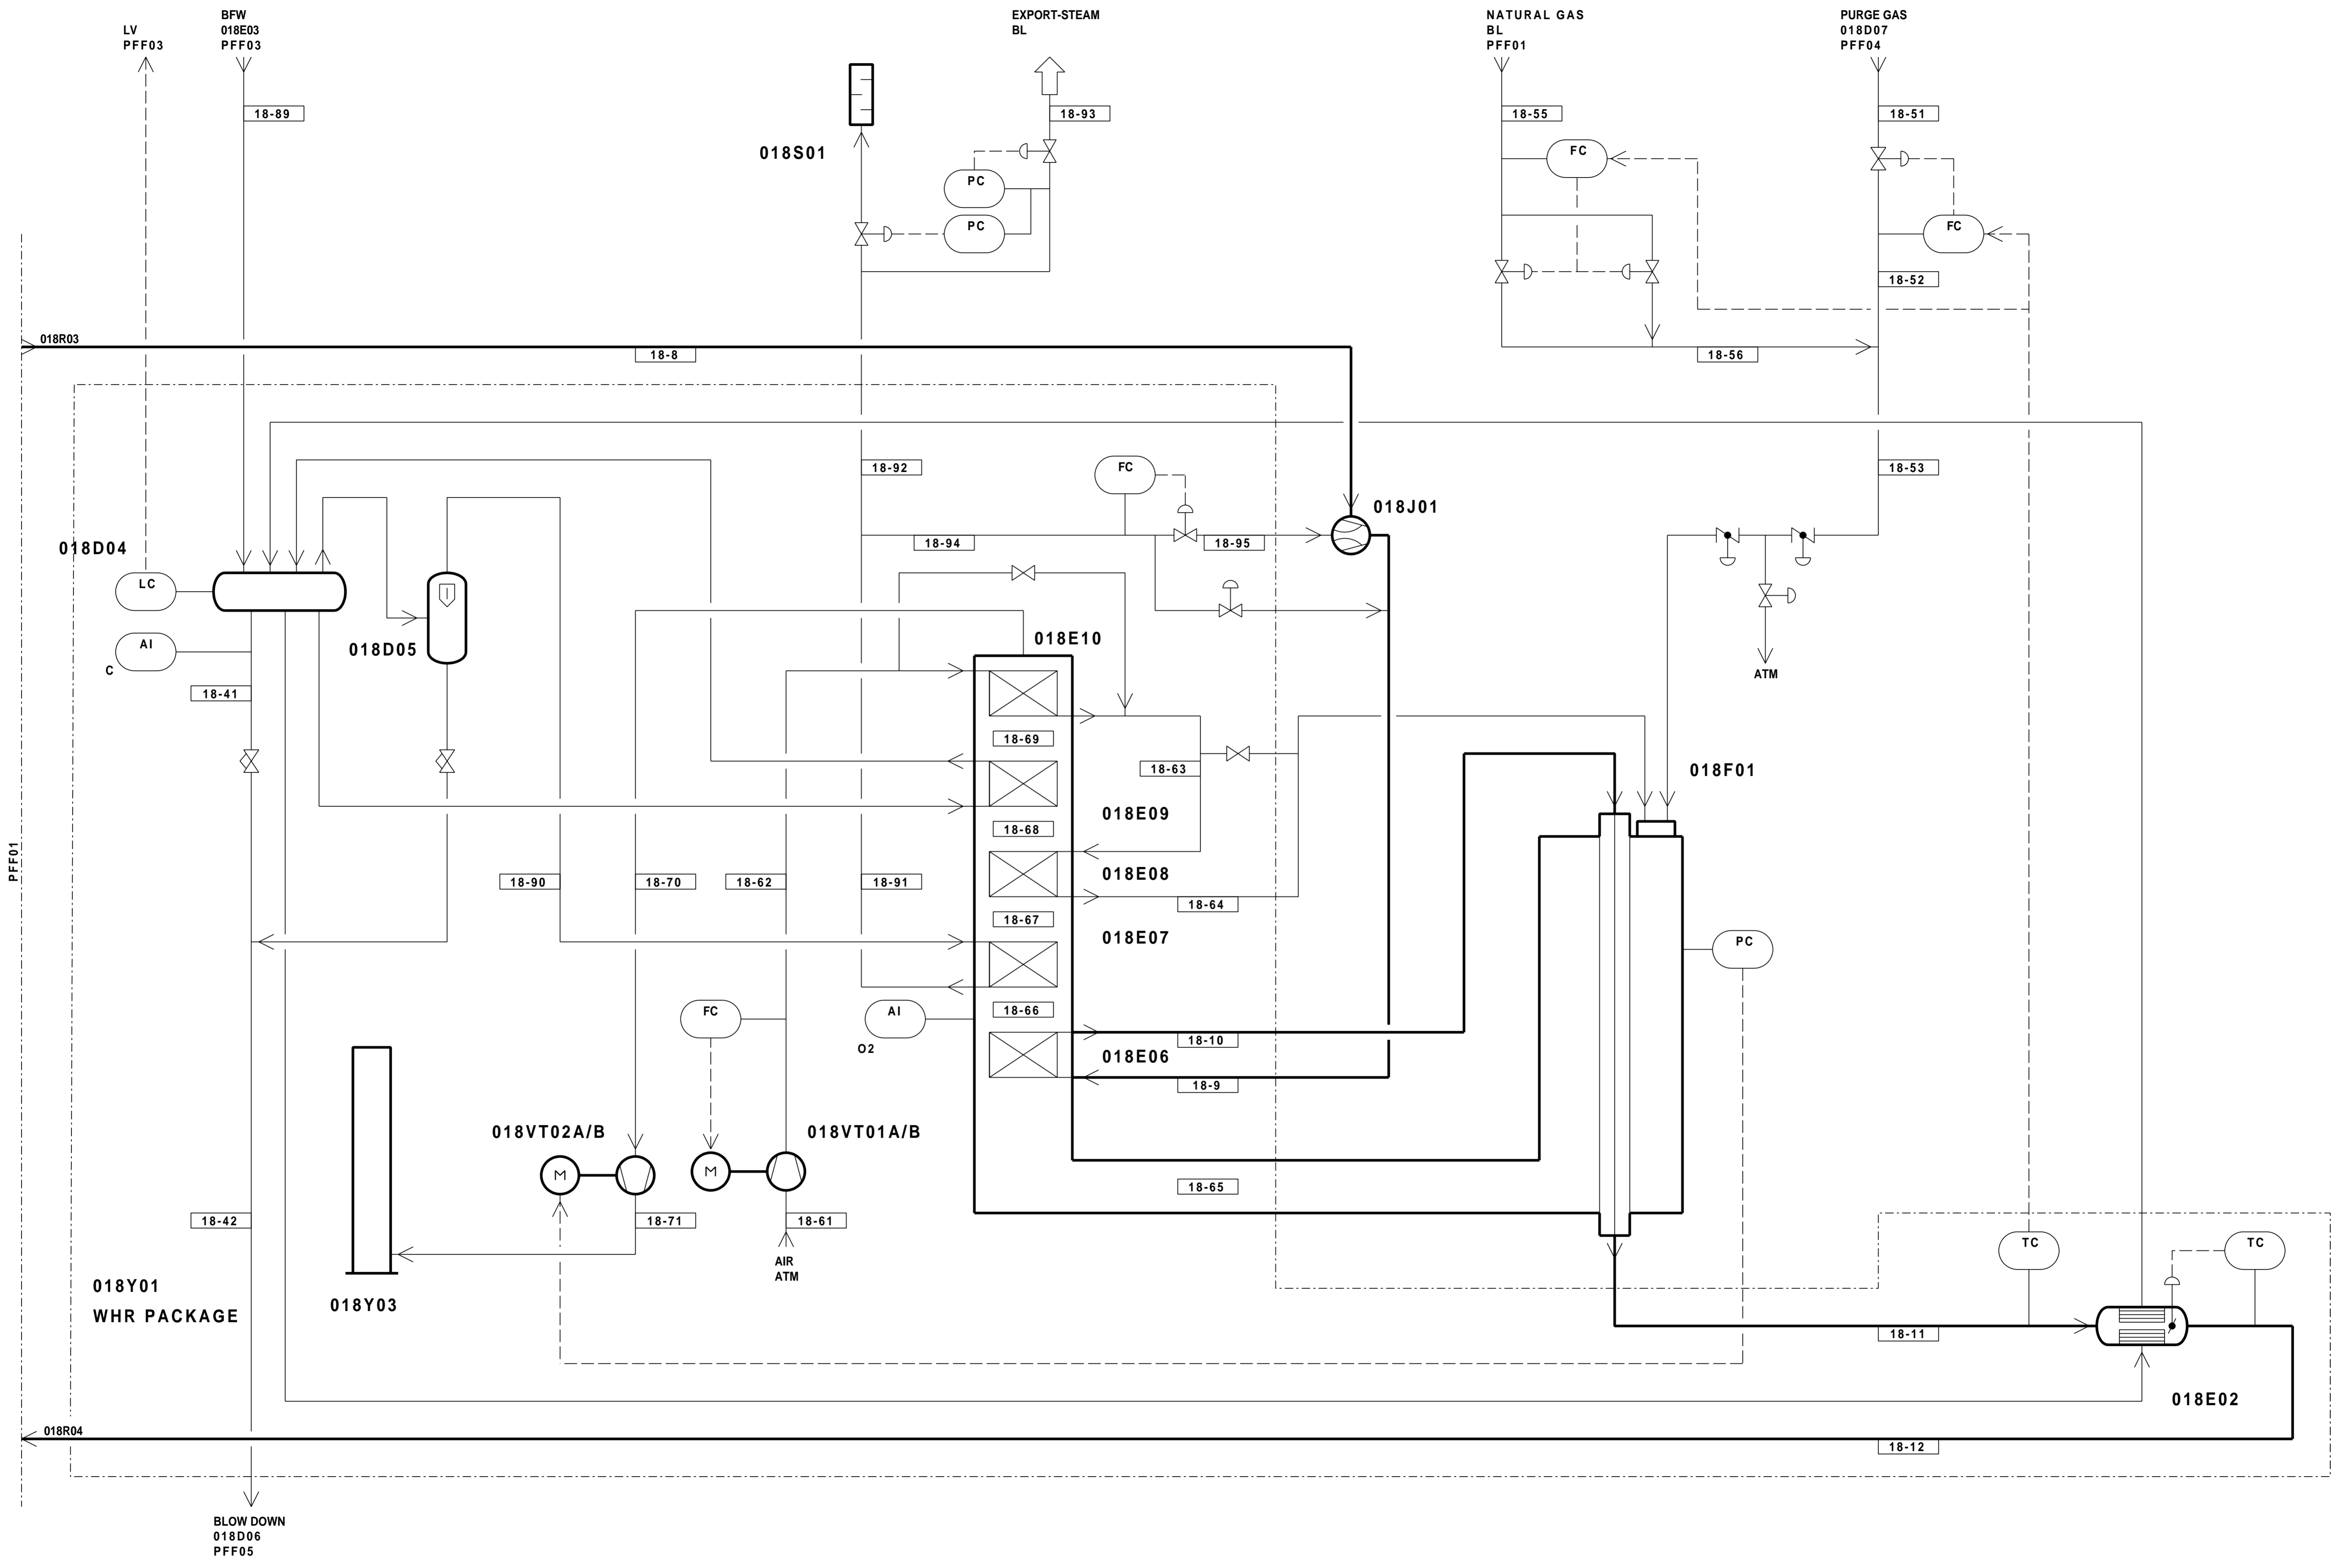 LV
PFF03
BFW
018E03
PFF03
EXPORT-STEAM
BL
NATURAL GAS
BL
PFF01
PURGE GAS
018D07
PFF04
18-89
18-93
18-55
18-51
018S01
FC
PC
PC
FC
18-52
018R03
18-8
18-56
18-92
FC
18-53
018J01
018D04
18-94
18-95
LC
018D05
018E10
AI
C
ATM
18-41
18-69
18-63
018F01
018E09
18-68
PFF01
018E08
18-90
18-70
18-62
18-91
18-64
18-67
018E07
PC
FC
AI
O2
18-66
18-10
018E06
18-9
018VT02A/B
018VT01A/B
M
M
18-65
18-42
18-71
18-61
AIR
ATM
TC
TC
018Y01
WHR PACKAGE
018Y03
18-11
018E02
018R04
18-12
BLOW DOWN
018D06
PFF05